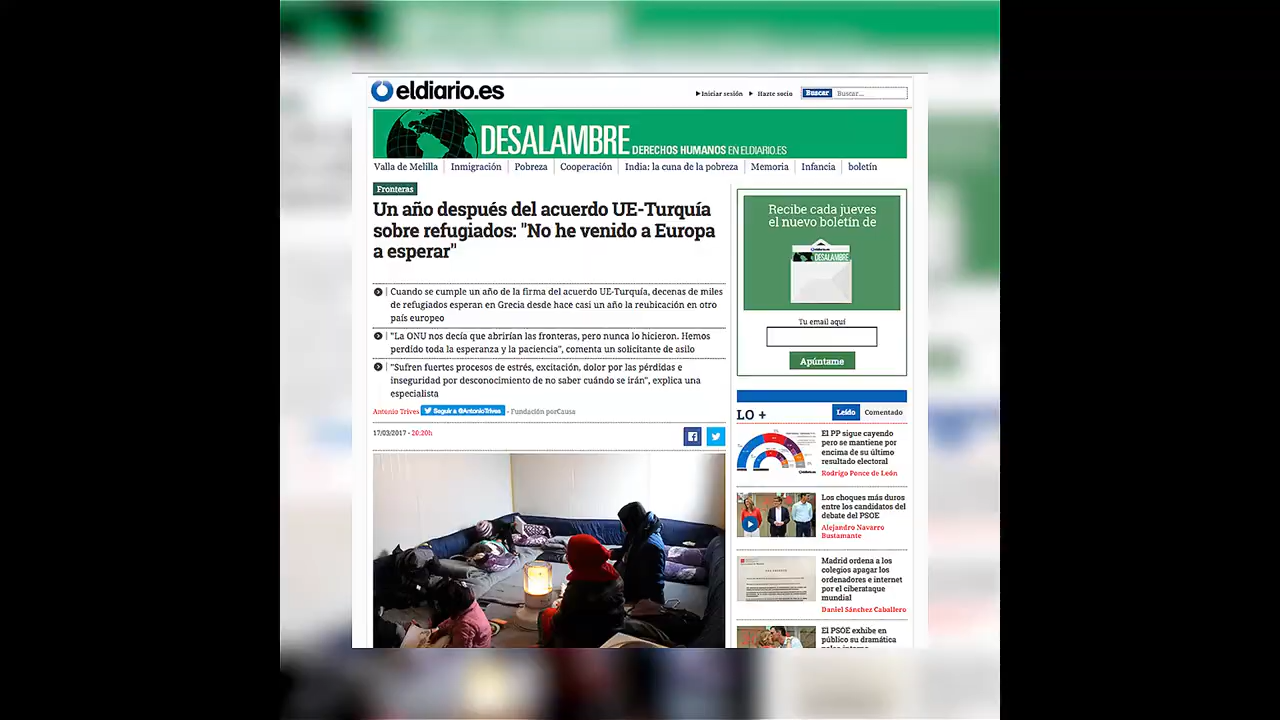 eldiario.es
Iniciar sesión
Hazte socio
Buscar
Buscar...
DESALAMBRE DERECHOS HUMANOS EN ELDIARIO.ES
Valla de Melilla
Inmigración
Pobreza
Cooperación
India: la cuna de la pobreza
Memoria
Infancia
boletín
Fronteras
Un año después del acuerdo UE-Turquía
sobre refugiados: "No he venido a Europa
a esperar"
Cuando se cumple un año de la firma del acuerdo UE-Turquía, decenas de miles
de refugiados esperan en Grecia desde hace casi un año la reubicación en otro
país europeo
"La ONU nos decía que abrirían las fronteras, pero nunca lo hicieron. Hemos
perdido toda la esperanza y la paciencia", comenta un solicitante de asilo
"Sufren fuertes procesos de estrés, excitación, dolor por las pérdidas e
inseguridad por desconocimiento de no saber cuándo se irán", explica una
especialista
Antonio Trives Seguir a @AntonioTrives - Fundación porCausa
17/03/2017 - 20:20h
Recibe cada jueves
el nuevo boletín de
eldiario.es
DESALAMBRE
Tu email aquí
Apúntame
LO +
Leído
Comentado
El PP sigue cayendo
pero se mantiene por
encima de su último
resultado electoral
Rodrigo Ponce de León
Los choques más duros
entre los candidatos del
debate del PSOE
Alejandro Navarro
Bustamante
Madrid ordena a los
colegios apagar los
ordenadores e internet
por el ciberataque
mundial
Daniel Sánchez Caballero
El PSOE exhibe en
público su dramática